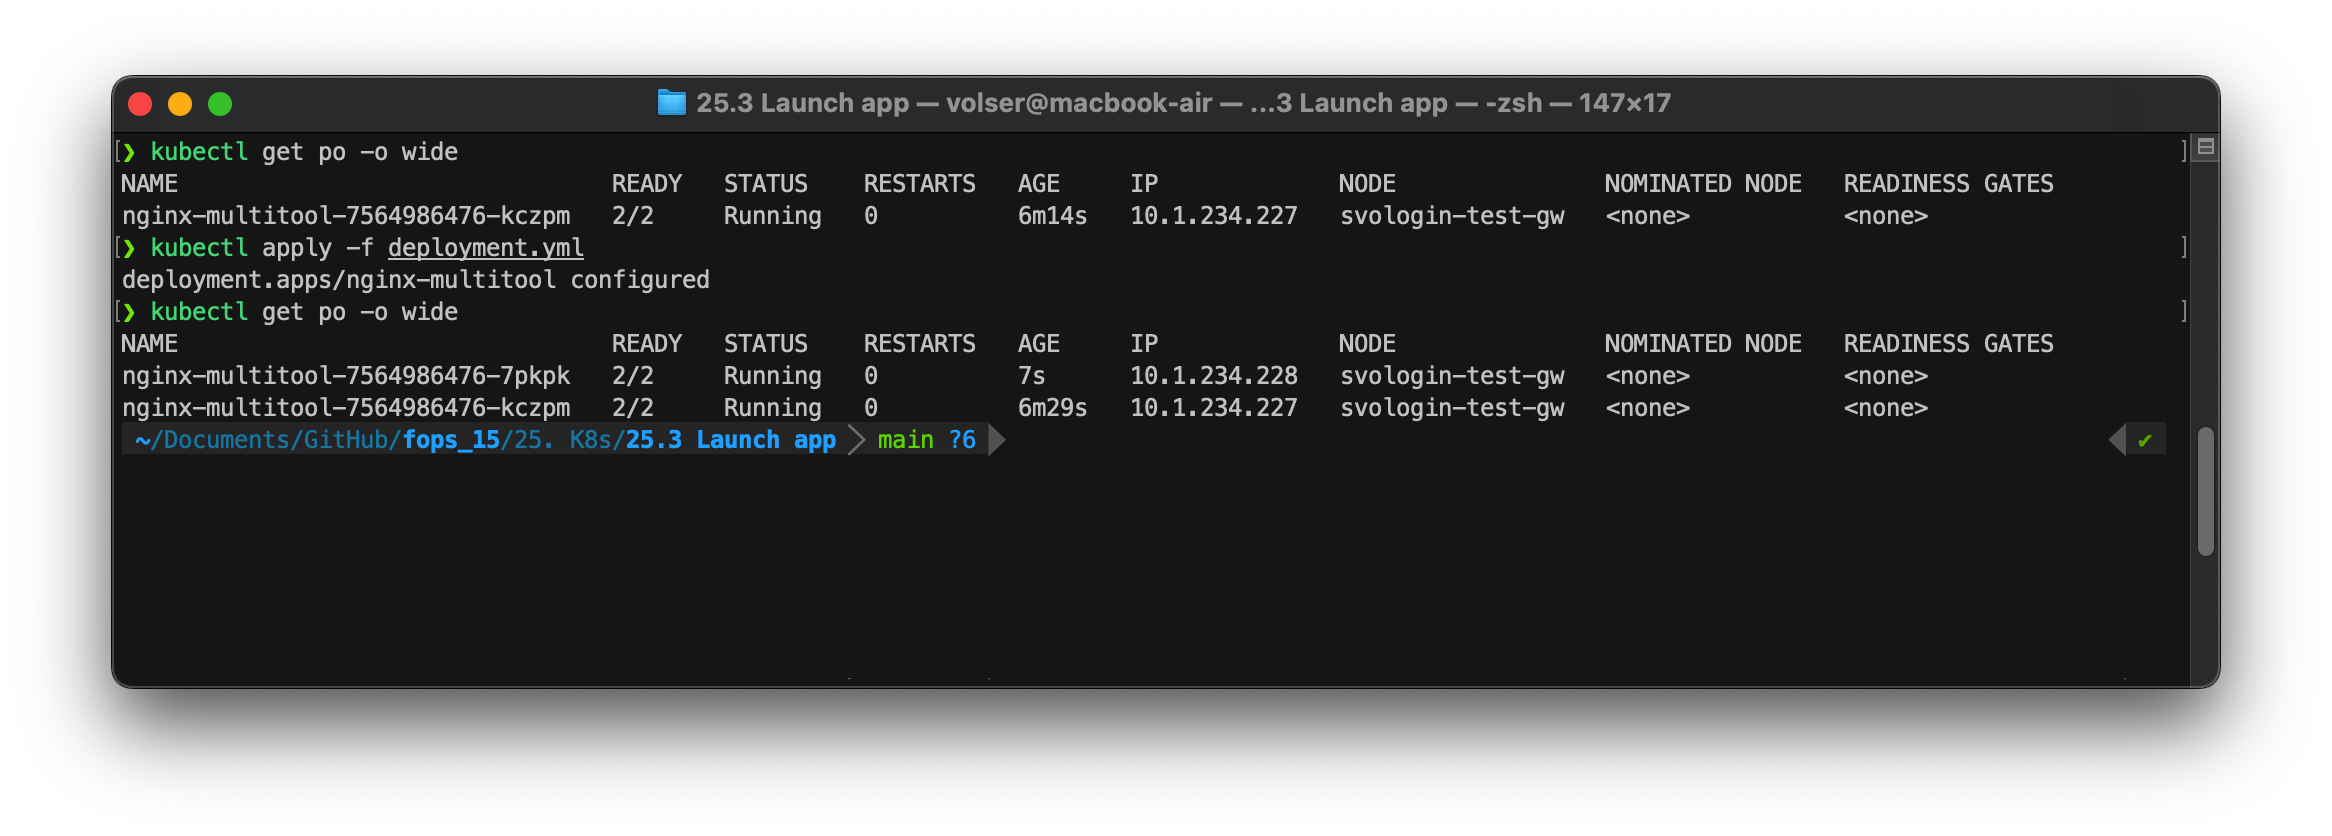 25.3 Launch app — volser@macbook-air — ...3 Launch app — -zsh — 147×17
[❯ kubectl get po -o wide ]
NAME READY STATUS RESTARTS AGE IP NODE NOMINATED NODE READINESS GATES
nginx-multitool-7564986476-kczpm 2/2 Running 0 6m14s 10.1.234.227 svologin-test-gw <none> <none>
[❯ kubectl apply -f deployment.yml ]
deployment.apps/nginx-multitool configured
[❯ kubectl get po -o wide ]
NAME READY STATUS RESTARTS AGE IP NODE NOMINATED NODE READINESS GATES
nginx-multitool-7564986476-7pkpk 2/2 Running 0 7s 10.1.234.228 svologin-test-gw <none> <none>
nginx-multitool-7564986476-kczpm 2/2 Running 0 6m29s 10.1.234.227 svologin-test-gw <none> <none>
~/Documents/GitHub/fops_15/25. K8s/25.3 Launch app main ?6 ✔